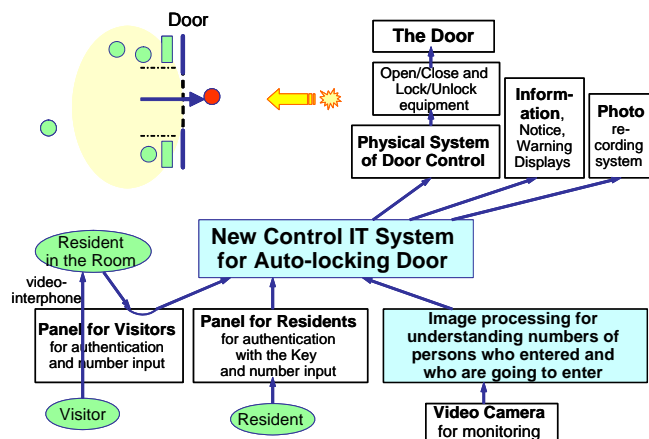 Door
The Door
Open/Close and
Lock/Unlock
equipment
Physical System
of Door Control
Inform-
ation,
Notice,
Warning
Displays
Photo
re-
cording
system
New Control IT System
for Auto-locking Door
Resident
in the Room
video-
interphone
Panel for Visitors
for authentication
and number input
Panel for Residents
for authentication
with the Key
and number input
Image processing for
understanding numbers of
persons who entered and
who are going to enter
Visitor
Resident
Video Camera
for monitoring